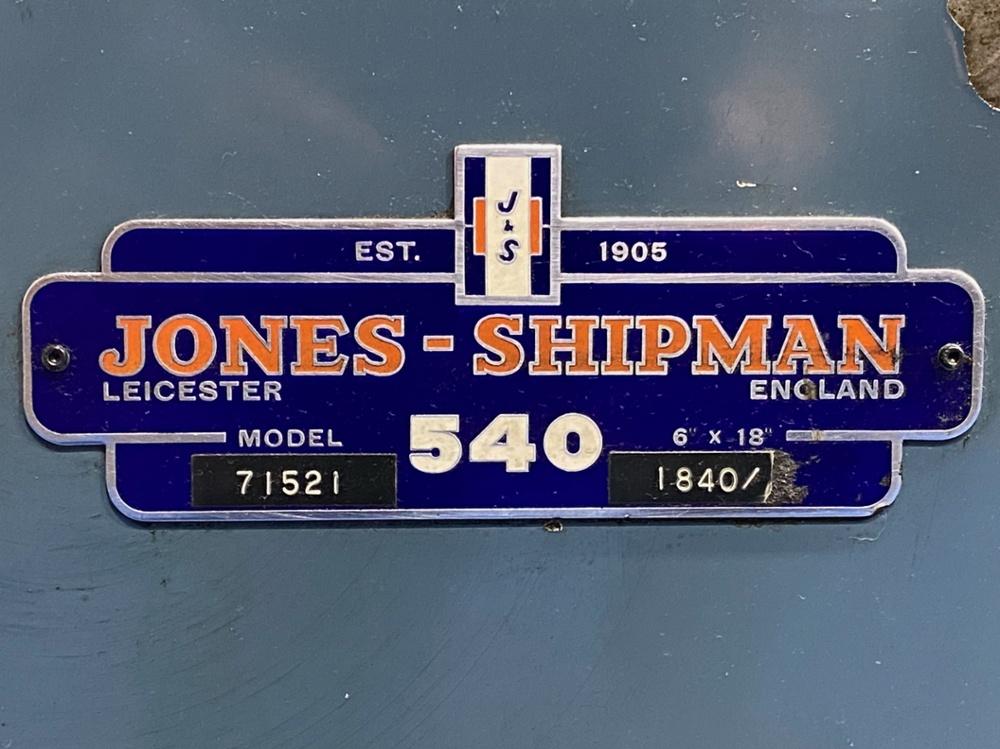 J
&
S
EST. 1905
JONES - SHIPMAN
LEICESTER ENGLAND
MODEL 540 6" X 18"
71521 1840/